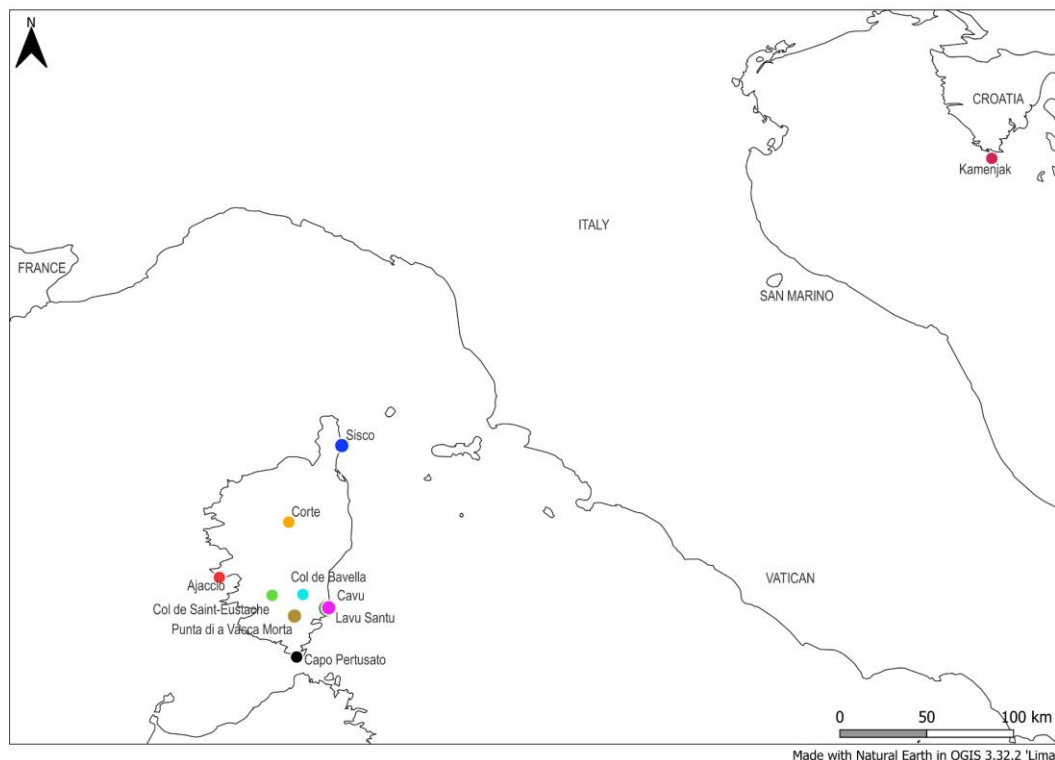 N
CROATIA
Kamenjak
ITALY
FRANCE
SAN MARINO
Sisco
Corte
Ajaccio
Col de Bavella
Cavu
Col de Saint-Eustache
Lavu Santu
Punta di a Vacca Morta
VATICAN
Capo Pertusato
0 50 100 km
Made with Natural Earth in QGIS 3.32.2 'Lima